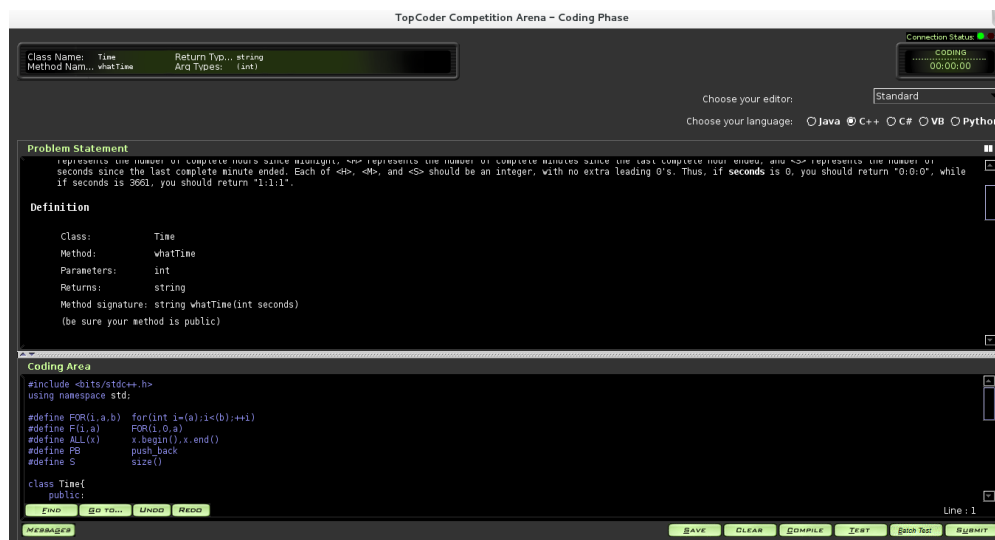 TopCoder Competition Arena – Coding Phase
Connection Status:
Class Name: Time Return Typ... string
Method Nam... whatTime Arg Types: (int)
CODING
00:00:00
Choose your editor: Standard
Choose your language: Java C++ C# VB Python
Problem Statement
represents the number of complete hours since midnight, <M> represents the number of complete minutes since the last complete hour ended, and <S> represents the number of
seconds since the last complete minute ended. Each of <H>, <M>, and <S> should be an integer, with no extra leading 0's. Thus, if seconds is 0, you should return "0:0:0", while
if seconds is 3661, you should return "1:1:1".
Definition
Class: Time
Method: whatTime
Parameters: int
Returns: string
Method signature: string whatTime(int seconds)
(be sure your method is public)
Coding Area
#include <bits/stdc++.h>
using namespace std;
#define FOR(i,a,b) for(int i=(a);i<(b);++i)
#define F(i,a) FOR(i,0,a)
#define ALL(x) x.begin(),x.end()
#define PB push_back
#define S size()
class Time{
public:
FIND GO TO... UNDO REDO
Line : 1
MESSAGES SAVE CLEAR COMPILE TEST Batch Test SUBMIT